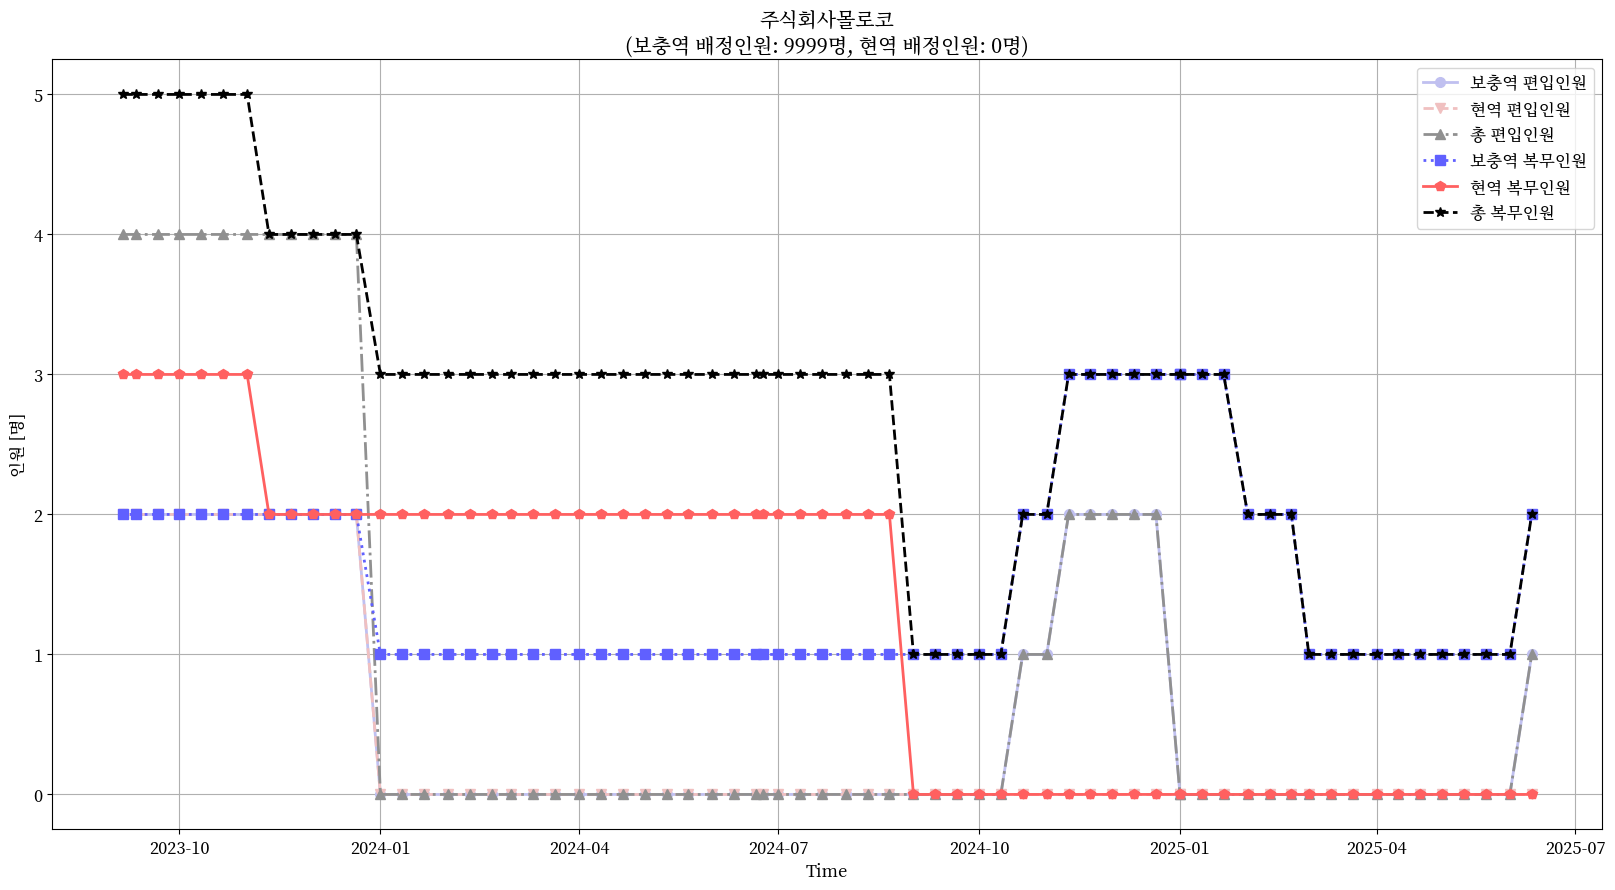 주식회사몰로코
(보충역 배정인원: 9999명, 현역 배정인원: 0명)
보충역 편입인원
현역 편입인원
총 편입인원
보충역 복무인원
현역 복무인원
총 복무인원
인원 [명]
5
4
3
2
1
0
2023-10
2024-01
2024-04
2024-07
2024-10
2025-01
2025-04
2025-07
Time